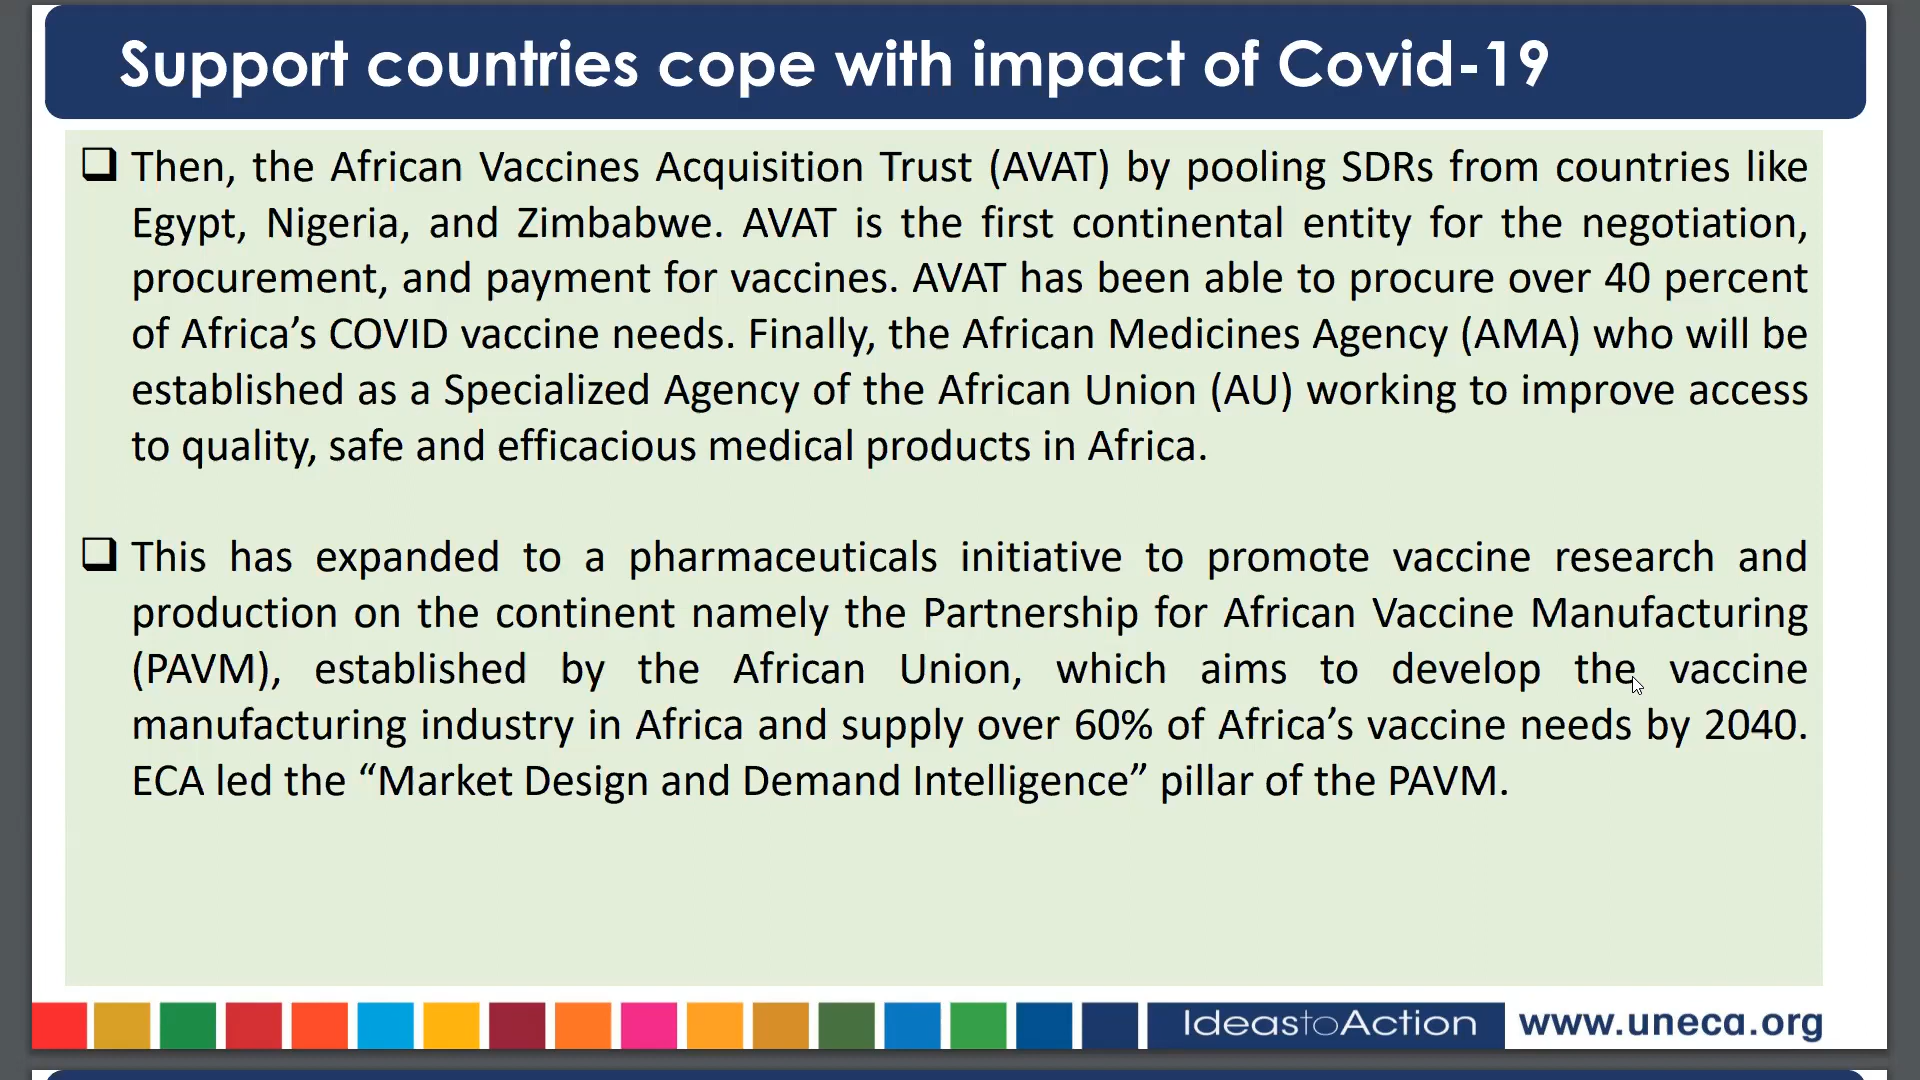 Support countries cope with impact of Covid-19
Then, the African Vaccines Acquisition Trust (AVAT) by pooling SDRs from countries like
Egypt, Nigeria, and Zimbabwe. AVAT is the first continental entity for the negotiation,
procurement, and payment for vaccines. AVAT has been able to procure over 40 percent
of Africa’s COVID vaccine needs. Finally, the African Medicines Agency (AMA) who will be
established as a Specialized Agency of the African Union (AU) working to improve access
to quality, safe and efficacious medical products in Africa.
This has expanded to a pharmaceuticals initiative to promote vaccine research and
production on the continent namely the Partnership for African Vaccine Manufacturing
(PAVM), established by the African Union, which aims to develop the vaccine
manufacturing industry in Africa and supply over 60% of Africa’s vaccine needs by 2040.
ECA led the “Market Design and Demand Intelligence” pillar of the PAVM.
IdeastoAction www.uneca.org